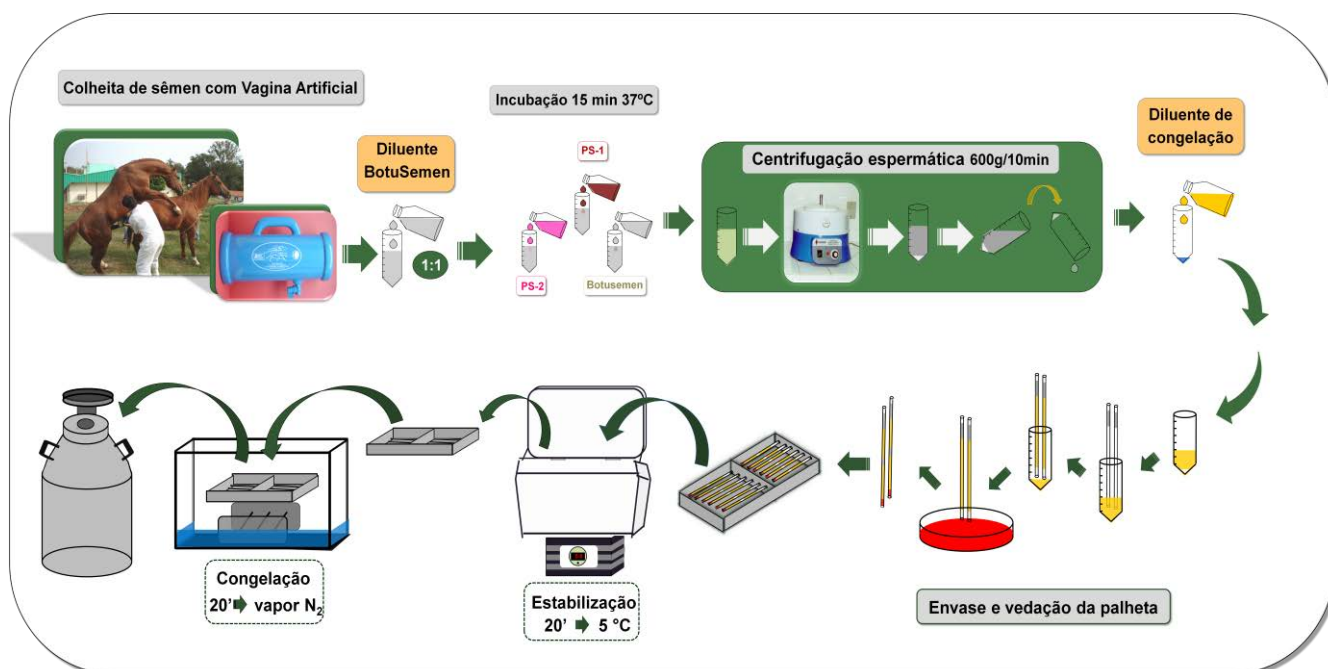 Colheita de sêmen com Vagina Artificial
Diluente
BotuSemen
1:1
Incubação 15 min 37ºC
PS-1
PS-2
Botusemen
Centrifugação espermática 600g/10min
Diluente de
congelação
Envase e vedação da palheta
Estabilização
20' 5 °C
Congelação
20' vapor N₂